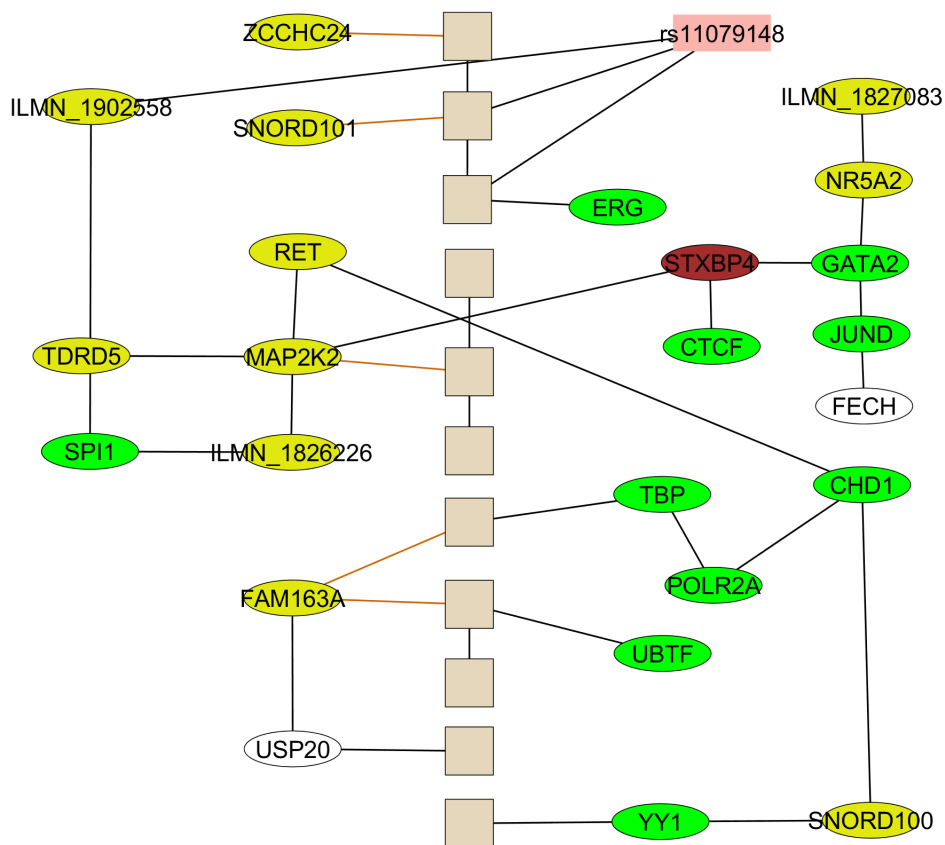 ZCCHC24
rs11079148
ILMN_1902558
ILMN_1827083
SNORD101
NR5A2
ERG
RET
STXBP4
GATA2
JUND
CTCF
TDRD5
MAP2K2
FECH
SPI1
ILMN_1826226
CHD1
TBP
POLR2A
FAM163A
UBTF
USP20
YY1
SNORD100